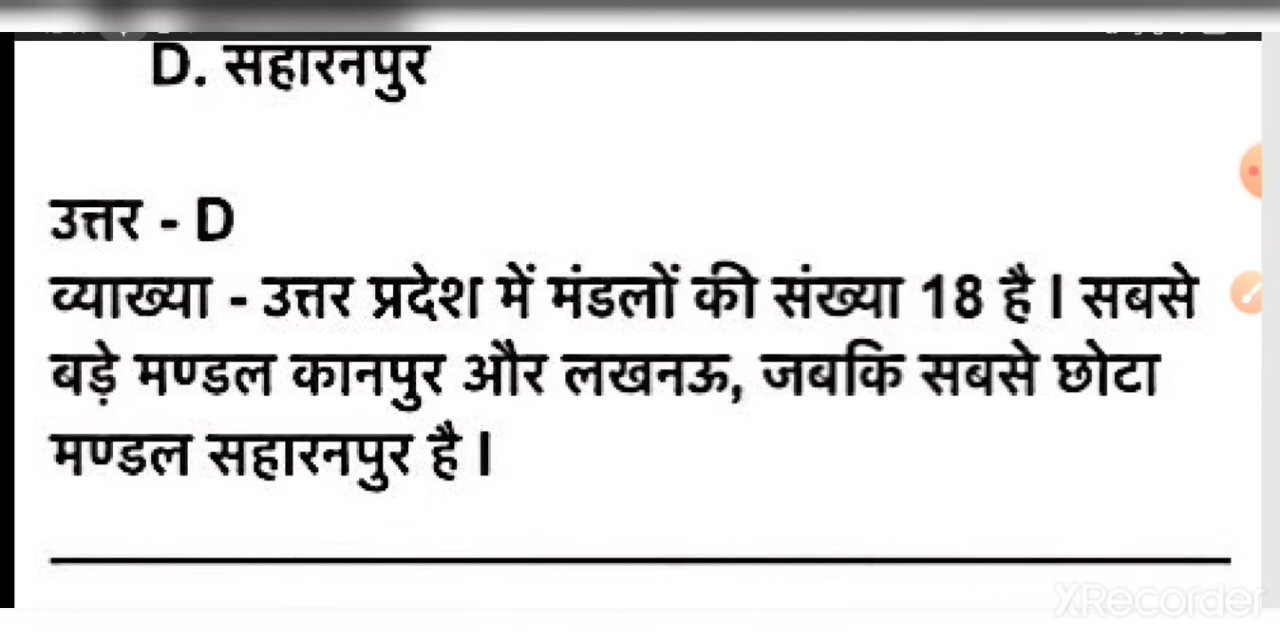 D. सहारनपुर
उत्तर - D
व्याख्या - उत्तर प्रदेश में मंडलों की संख्या 18 है। सबसे
बड़े मण्डल कानपुर और लखनऊ, जबकि सबसे छोटा
मण्डल सहारनपुर है।
XRecorder